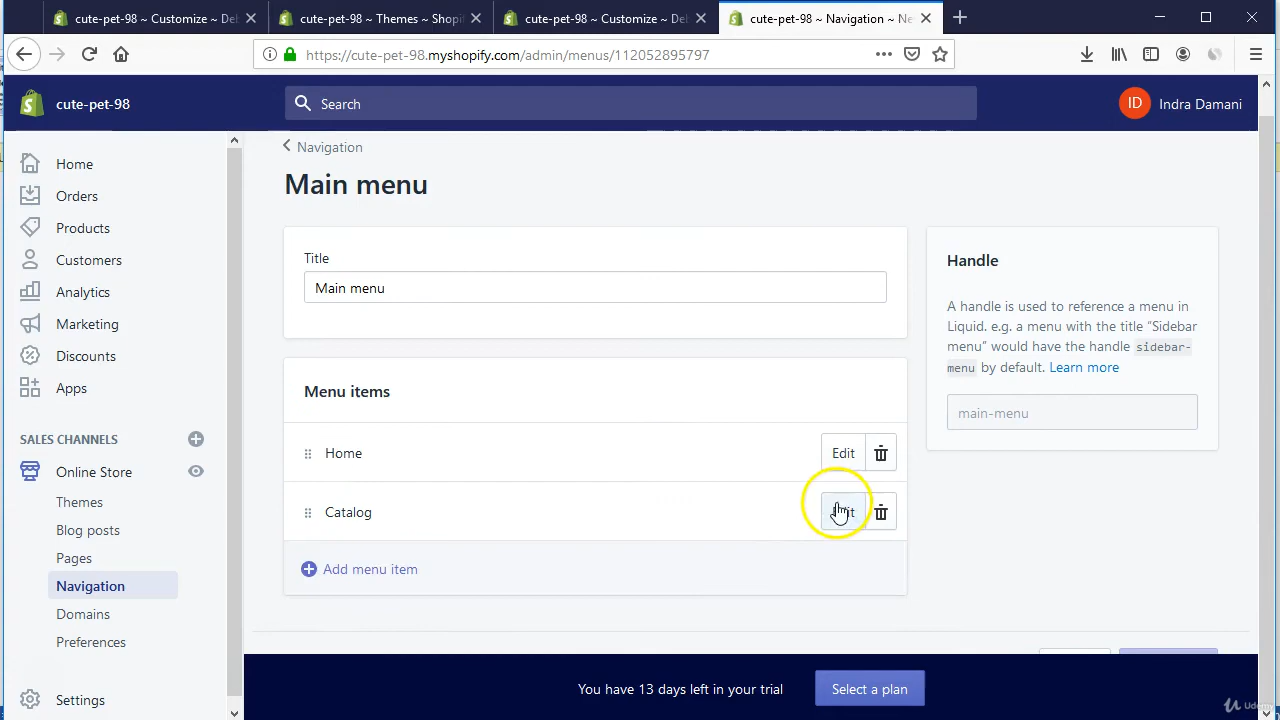 cute-pet-98 ~ Customize ~ De
cute-pet-98 ~ Themes ~ Shopi
cute-pet-98 ~ Customize ~ De
cute-pet-98 ~ Navigation ~ Ne
https://cute-pet-98.myshopify.com/admin/menus/112052895797
cute-pet-98
Search
ID
Indra Damani
Home
Orders
Products
Customers
Analytics
Marketing
Discounts
Apps
SALES CHANNELS
Online Store
Themes
Blog posts
Pages
Navigation
Domains
Preferences
Settings
Navigation
Main menu
Title
Main menu
Menu items
Home
Edit
Catalog
Add menu item
Handle
A handle is used to reference a menu in
Liquid. e.g. a menu with the title “Sidebar
menu” would have the handle sidebar-
menu by default. Learn more
main-menu
You have 13 days left in your trial
Select a plan
Udemy